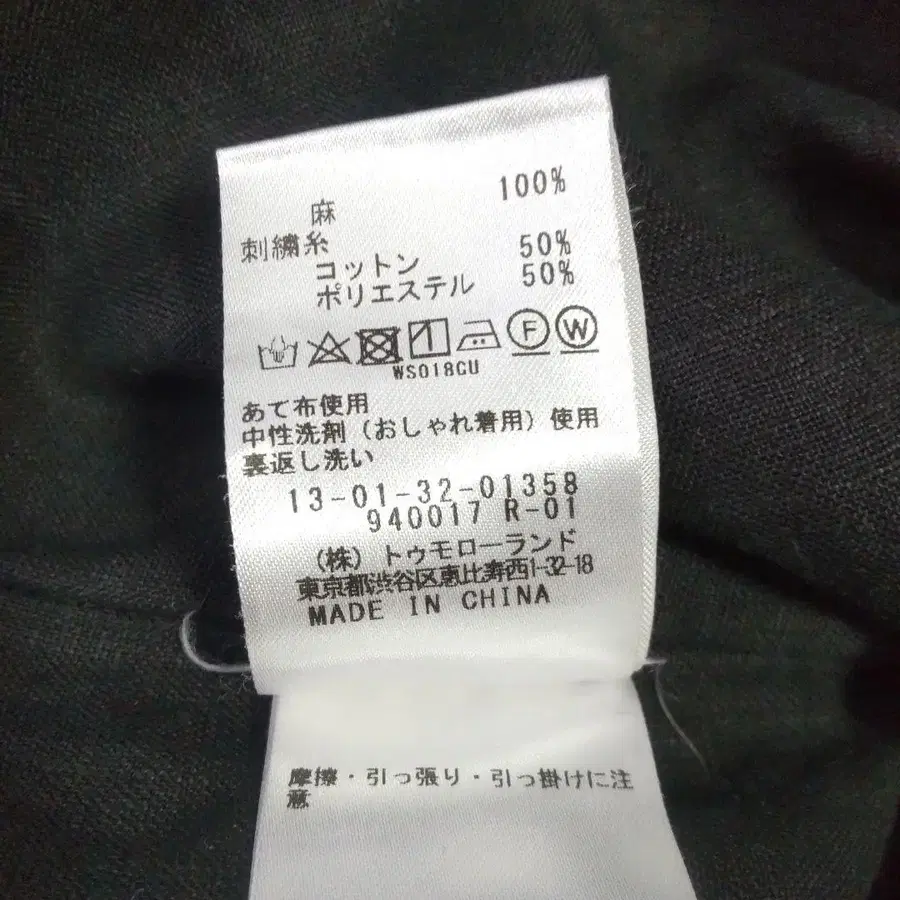 麻 100%
刺繍糸
コットン 50%
ポリエステル 50%
F W
WS018CU
あて布使用
中性洗剤（おしゃれ着用）使用
裏返し洗い
13-01-32-01358
940017 R-01
（株）トゥモローランド
東京都渋谷区恵比寿西1-32-18
MADE IN CHINA
摩擦・引っ張り・引っ掛けに注
意